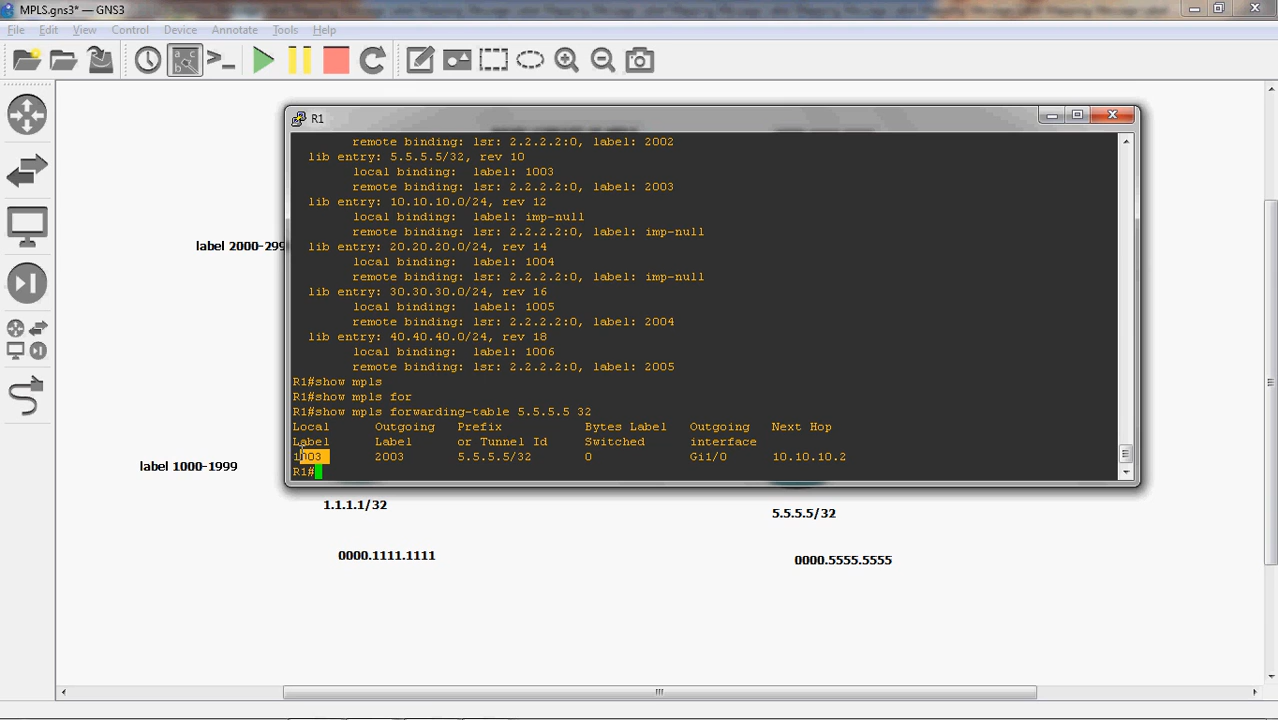 MPLS.gns3* — GNS3
File Edit View Control Device Annotate Tools Help
R1
remote binding: lsr: 2.2.2.2:0, label: 2002
lib entry: 5.5.5.5/32, rev 10
local binding:  label: 1003
remote binding: lsr: 2.2.2.2:0, label: 2003
lib entry: 10.10.10.0/24, rev 12
local binding:  label: imp-null
remote binding: lsr: 2.2.2.2:0, label: imp-null
lib entry: 20.20.20.0/24, rev 14
local binding:  label: 1004
remote binding: lsr: 2.2.2.2:0, label: imp-null
lib entry: 30.30.30.0/24, rev 16
local binding:  label: 1005
remote binding: lsr: 2.2.2.2:0, label: 2004
lib entry: 40.40.40.0/24, rev 18
local binding:  label: 1006
remote binding: lsr: 2.2.2.2:0, label: 2005
R1#show mpls
R1#show mpls for
R1#show mpls forwarding-table 5.5.5.5 32
Local Outgoing Prefix Bytes Label Outgoing Next Hop
Label Label or Tunnel Id Switched interface
1003 2003 5.5.5.5/32 0 Gi1/0 10.10.10.2
R1#
label 2000-299
label 1000-1999
1.1.1.1/32
5.5.5.5/32
0000.1111.1111
0000.5555.5555